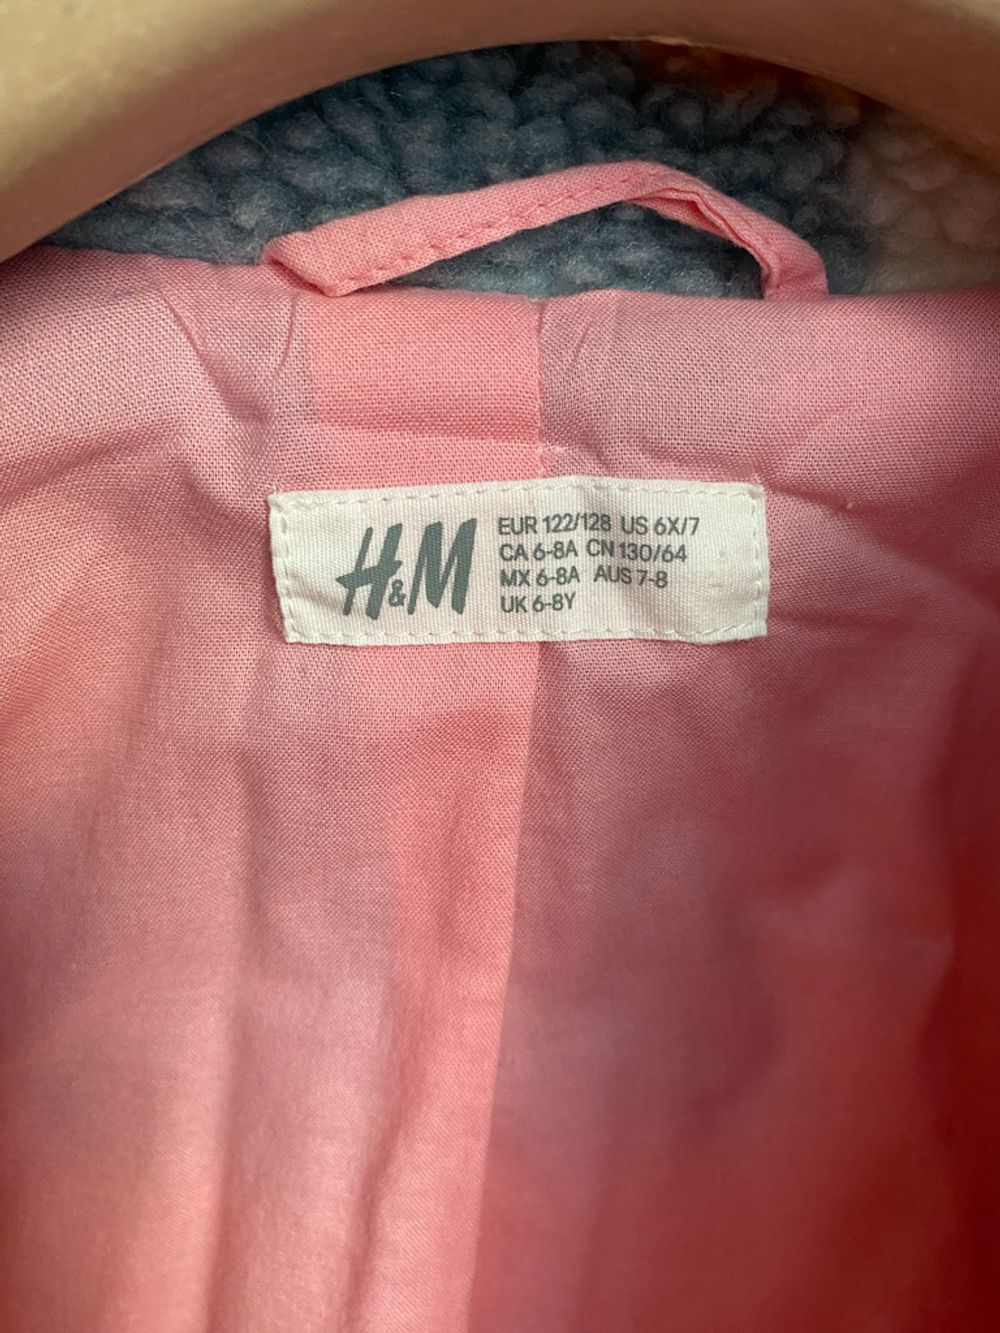 H&M
EUR 122/128 US 6X/7
CA 6-8A CN 130/64
MX 6-8A AUS 7-8
UK 6-8Y